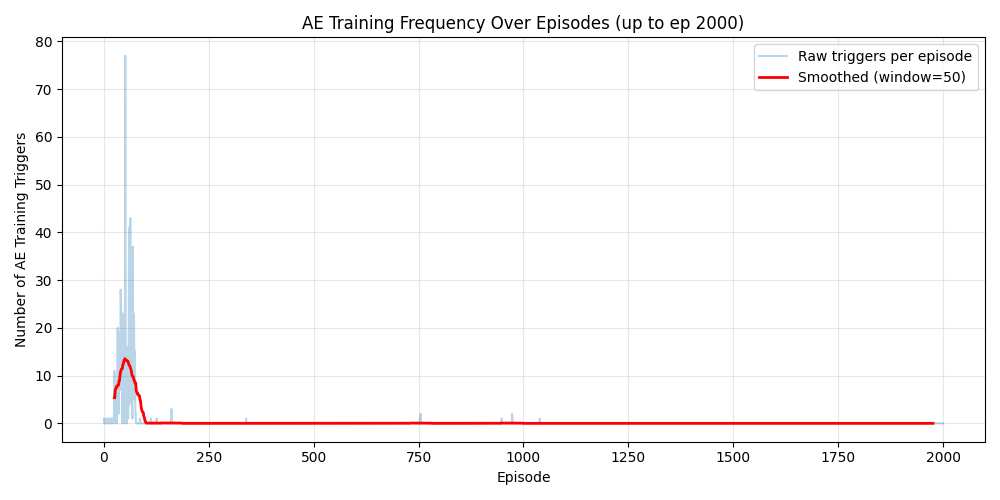 AE Training Frequency Over Episodes (up to ep 2000)
Raw triggers per episode
Smoothed (window=50)
Number of AE Training Triggers
80
70
60
50
40
30
20
10
0
0 250 500 750 1000 1250 1500 1750 2000
Episode